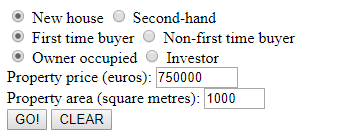 New house Second-hand
First time buyer Non-first time buyer
Owner occupied Investor
Property price (euros): 750000
Property area (square metres): 1000
GO! CLEAR